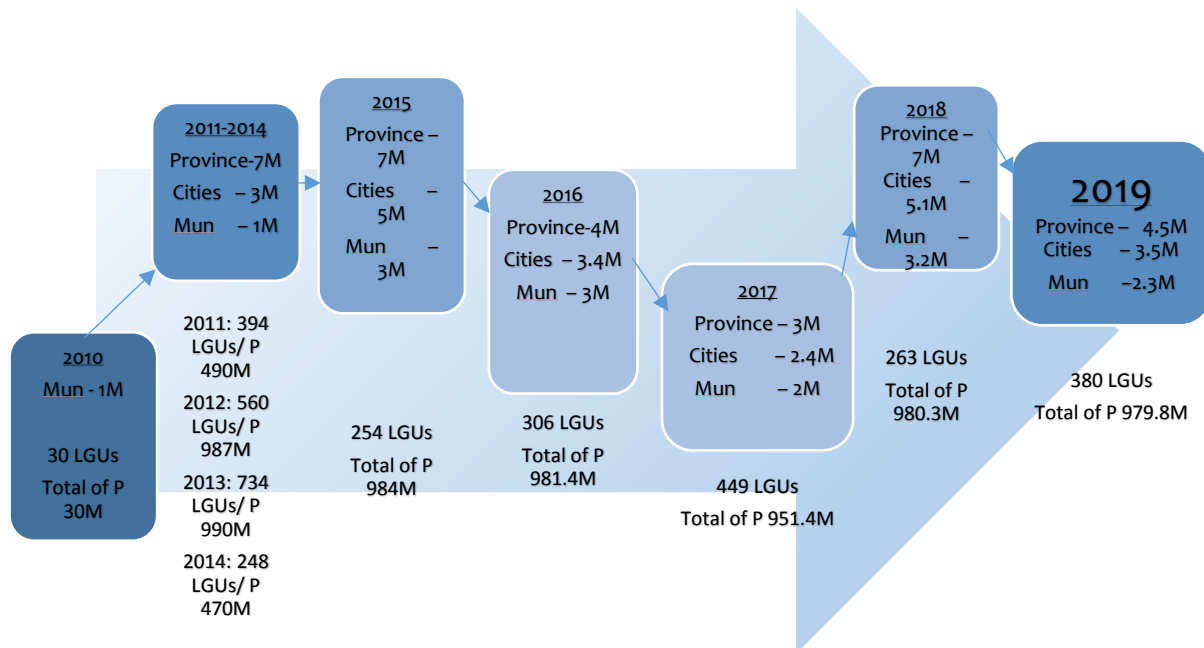 2010
Mun - 1M
30 LGUs
Total of P
30M
2011-2014
Province-7M
Cities – 3M
Mun – 1M
2011: 394
LGUs/ P
490M
2012: 560
LGUs/ P
987M
2013: 734
LGUs/ P
990M
2014: 248
LGUs/ P
470M
2015
Province –
7M
Cities –
5M
Mun –
3M
254 LGUs
Total of P
984M
2016
Province-4M
Cities – 3.4M
Mun – 3M
306 LGUs
Total of P
981.4M
2017
Province – 3M
Cities – 2.4M
Mun – 2M
449 LGUs
Total of P 951.4M
2018
Province –
7M
Cities –
5.1M
Mun –
3.2M
263 LGUs
Total of P
980.3M
2019
Province – 4.5M
Cities – 3.5M
Mun –2.3M
380 LGUs
Total of P 979.8M